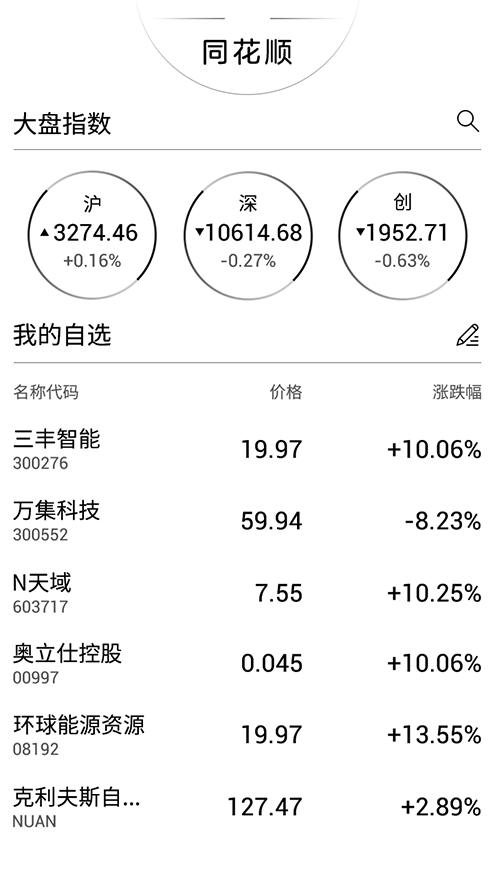 同花顺
大盘指数
沪 深 创
▲3274.46 ▼10614.68 ▼1952.71
+0.16% -0.27% -0.63%
我的自选
名称代码 价格 涨跌幅
三丰智能 19.97 +10.06%
300276
万集科技 59.94 -8.23%
300552
N天域 7.55 +10.25%
603717
奥立仕控股 0.045 +10.06%
00997
环球能源资源 19.97 +13.55%
08192
克利夫斯自... 127.47 +2.89%
NUAN